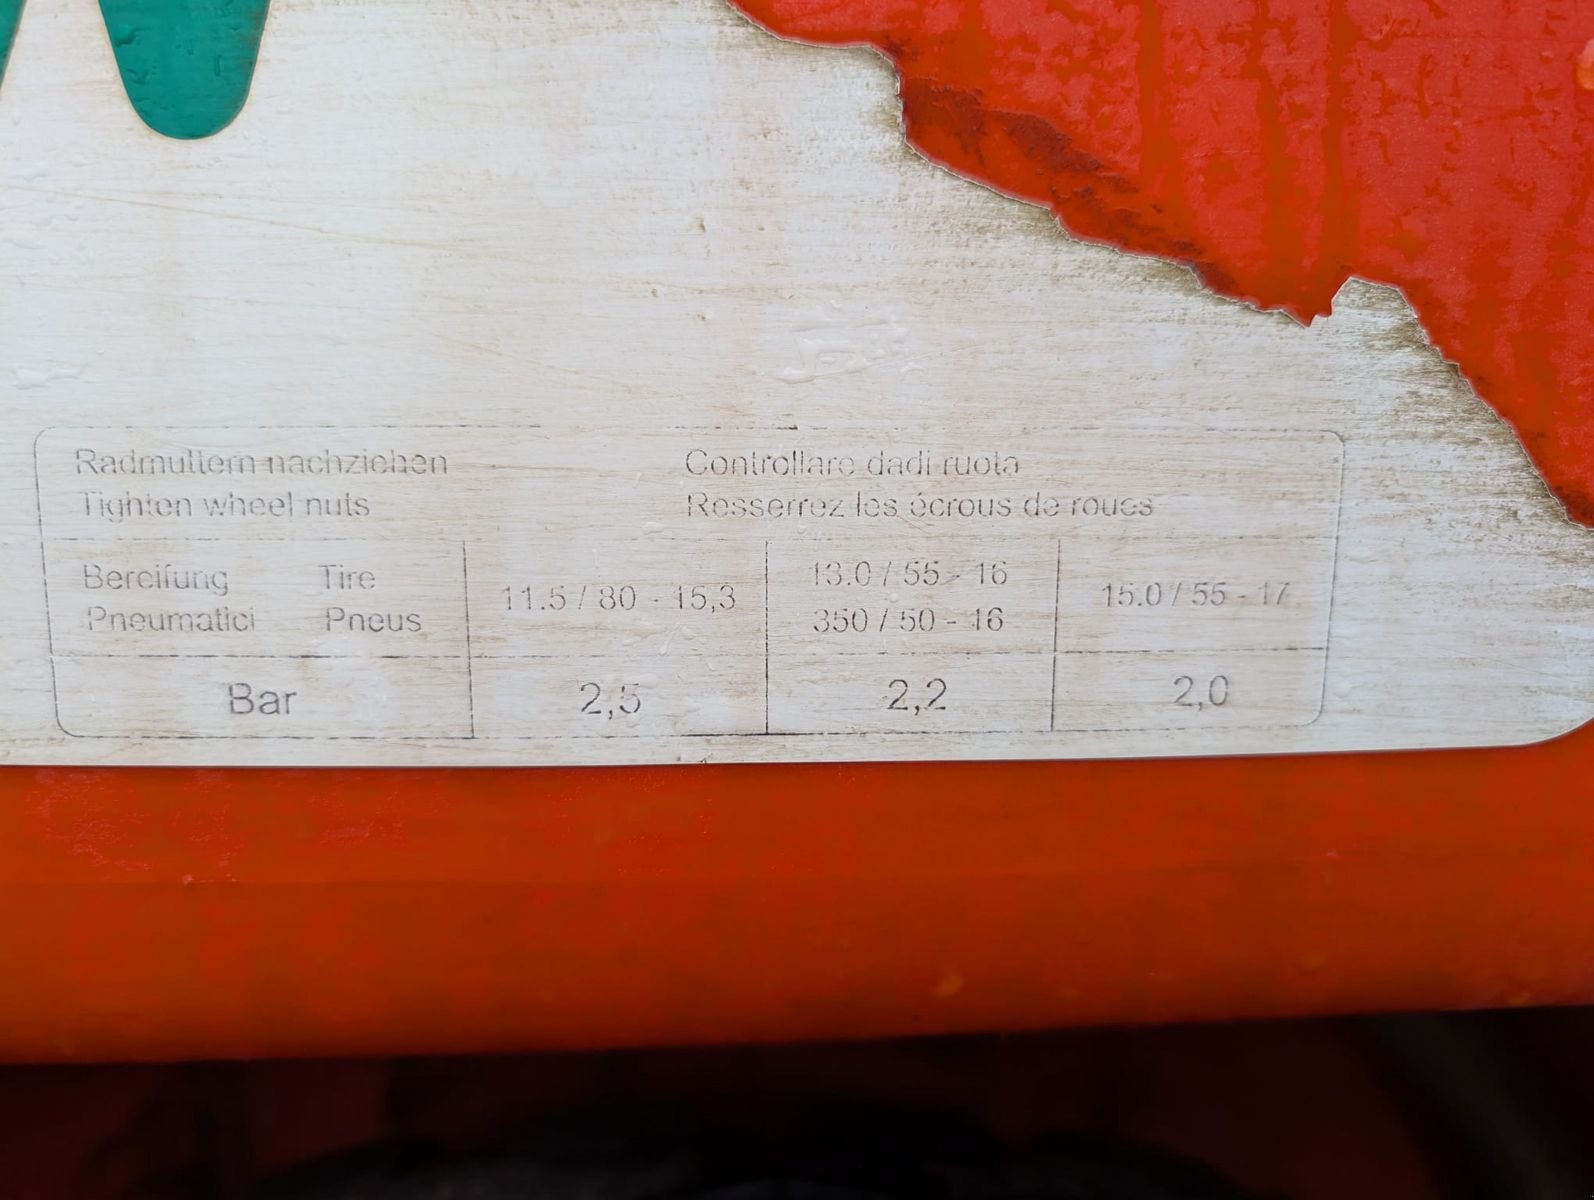 Radmuttern nachziehen
Controllare dadi ruota
Tighten wheel nuts
Resserrez les écrous de roues
Bereifung Tire
Pneumatici Pneus
11.5 / 80 - 15,3
13.0 / 55 - 16
350 / 50 - 16
15.0 / 55 - 17
Bar 2,5 2,2 2,0